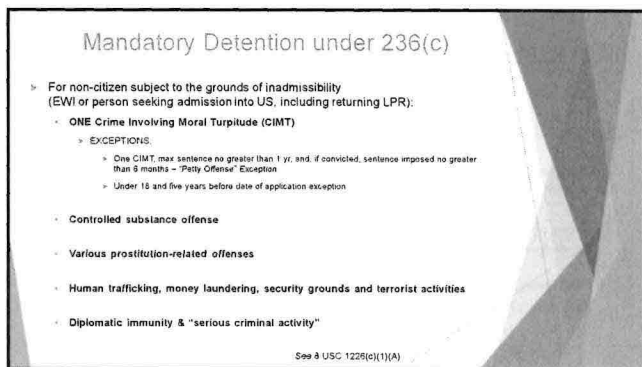 Mandatory Detention under 236(c)
For non-citizen subject to the grounds of inadmissibility
(EWI or person seeking admission into US, including returning LPR):
ONE Crime Involving Moral Turpitude (CIMT)
EXCEPTIONS:
One CIMT, max sentence no greater than 1 yr, and, if convicted, sentence imposed no greater
than 6 months – "Petty Offense" Exception
Under 18 and five years before date of application exception
Controlled substance offense
Various prostitution-related offenses
Human trafficking, money laundering, security grounds and terrorist activities
Diplomatic immunity & "serious criminal activity"
See 8 USC 1226(c)(1)(A)